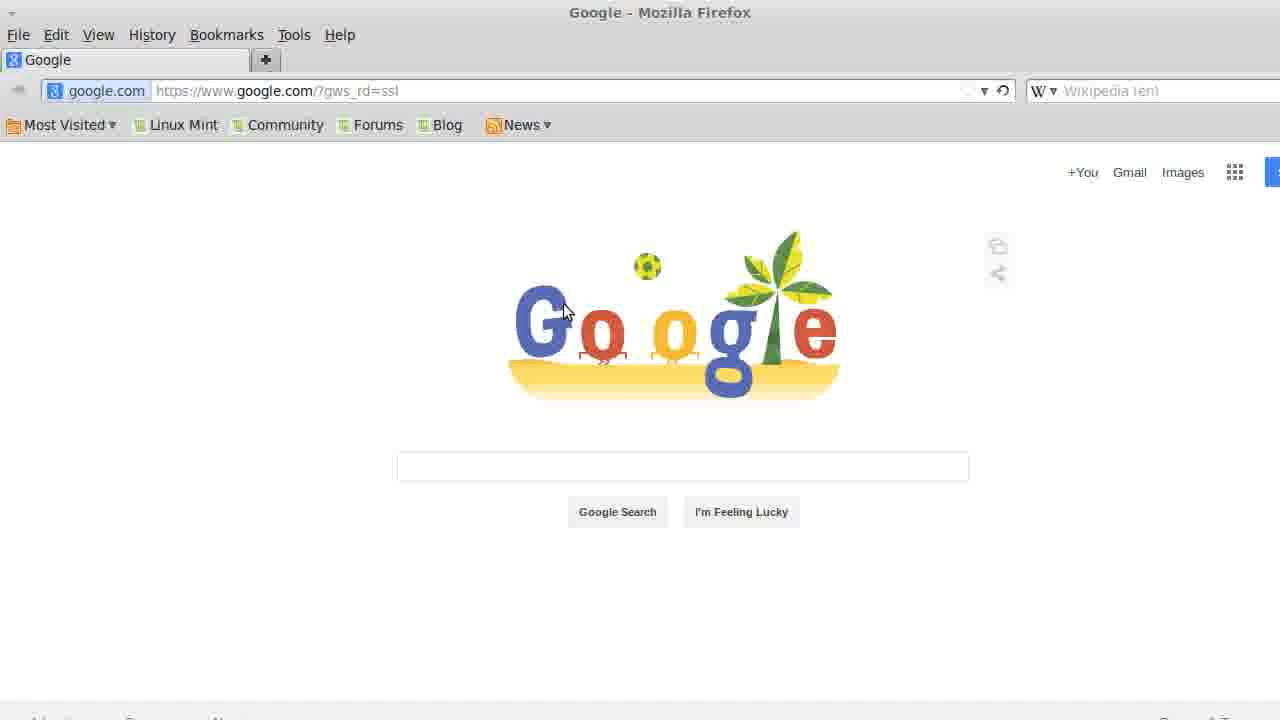 Google - Mozilla Firefox
File Edit View History Bookmarks Tools Help
Google
google.com https://www.google.com/?gws_rd=ssl W Wikipedia (en)
Most Visited Linux Mint Community Forums Blog News
+You Gmail Images
Google
Google Search I'm Feeling Lucky